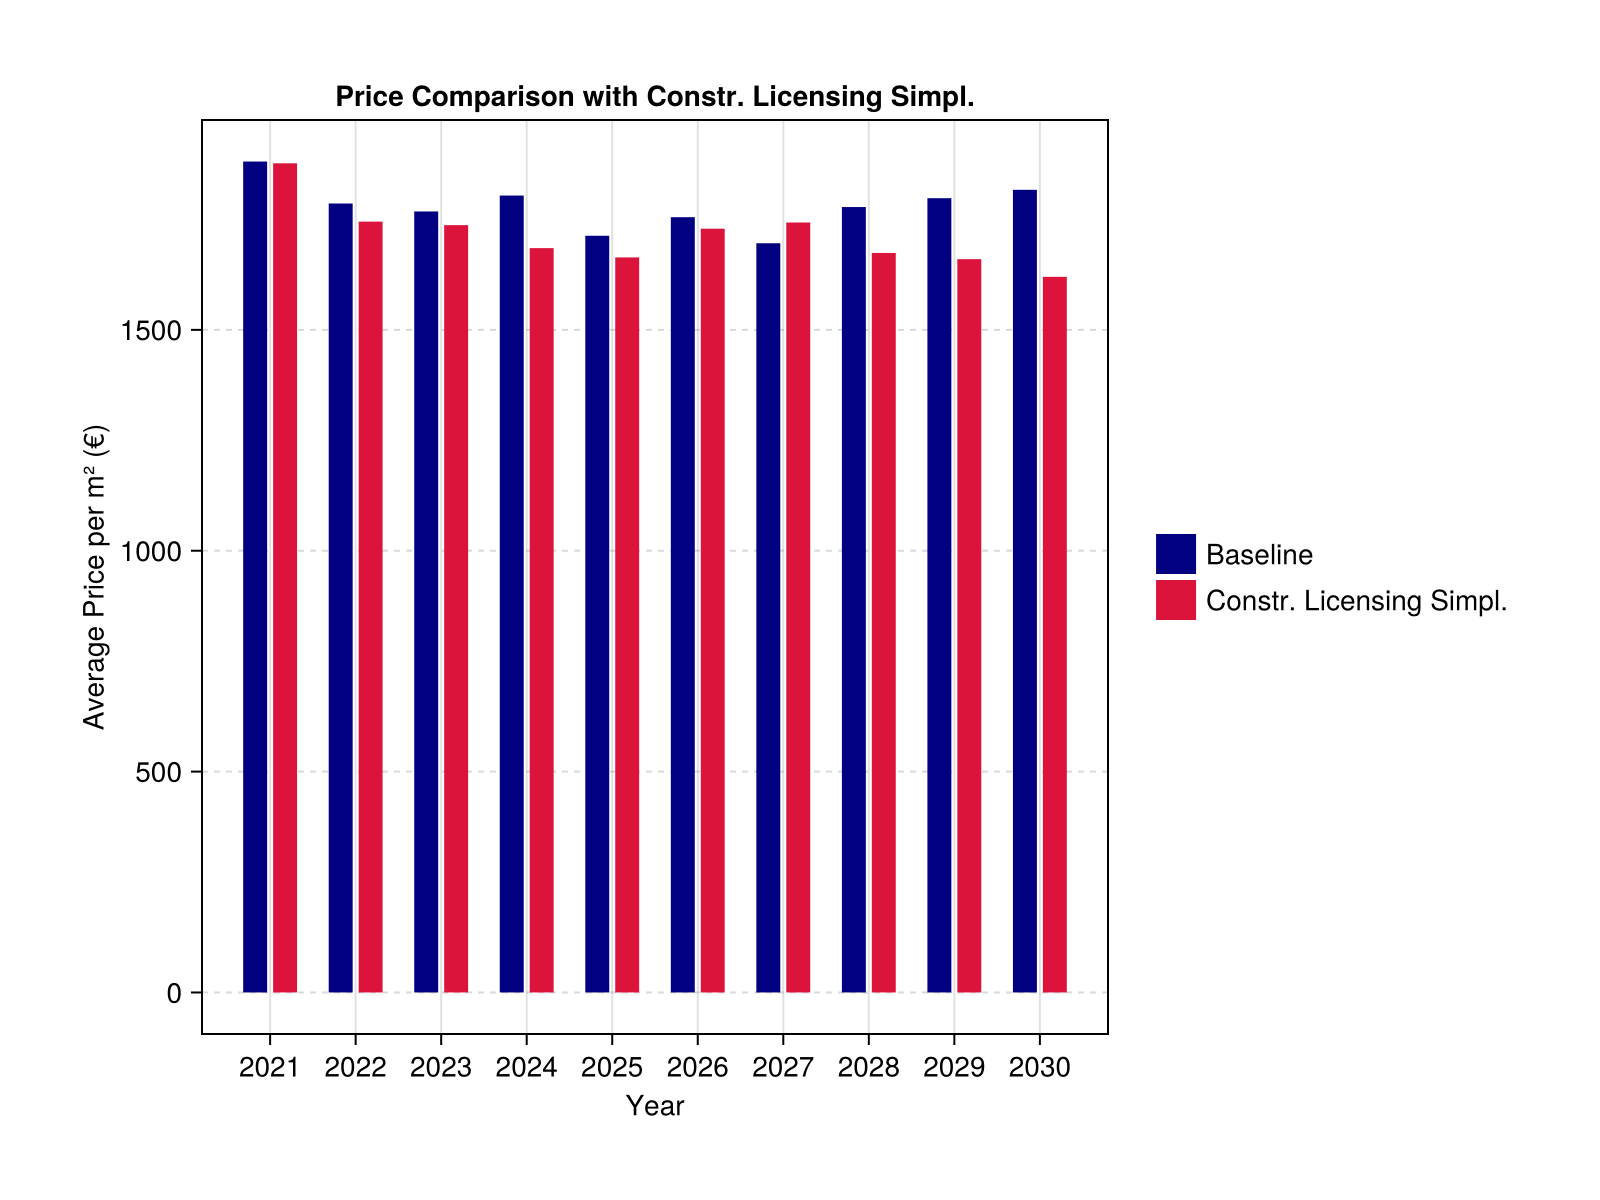 Price Comparison with Constr. Licensing Simpl.
Average Price per m² (€)
1500
1000
500
0
2021 2022 2023 2024 2025 2026 2027 2028 2029 2030
Year
Baseline
Constr. Licensing Simpl.